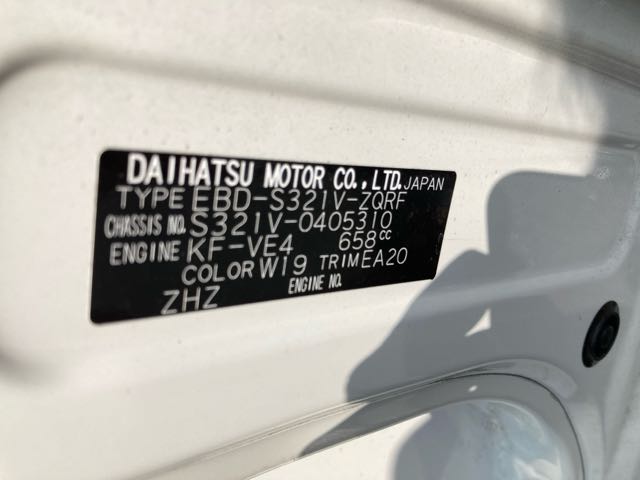 DAIHATSU MOTOR CO., LTD. JAPAN
TYPE EBD-S321V-ZQRF
CHASSIS NO. S321V-0405310
ENGINE KF-VE4 658cc
COLOR W19 TRIM EA20
ENGINE NO.
ZHZ